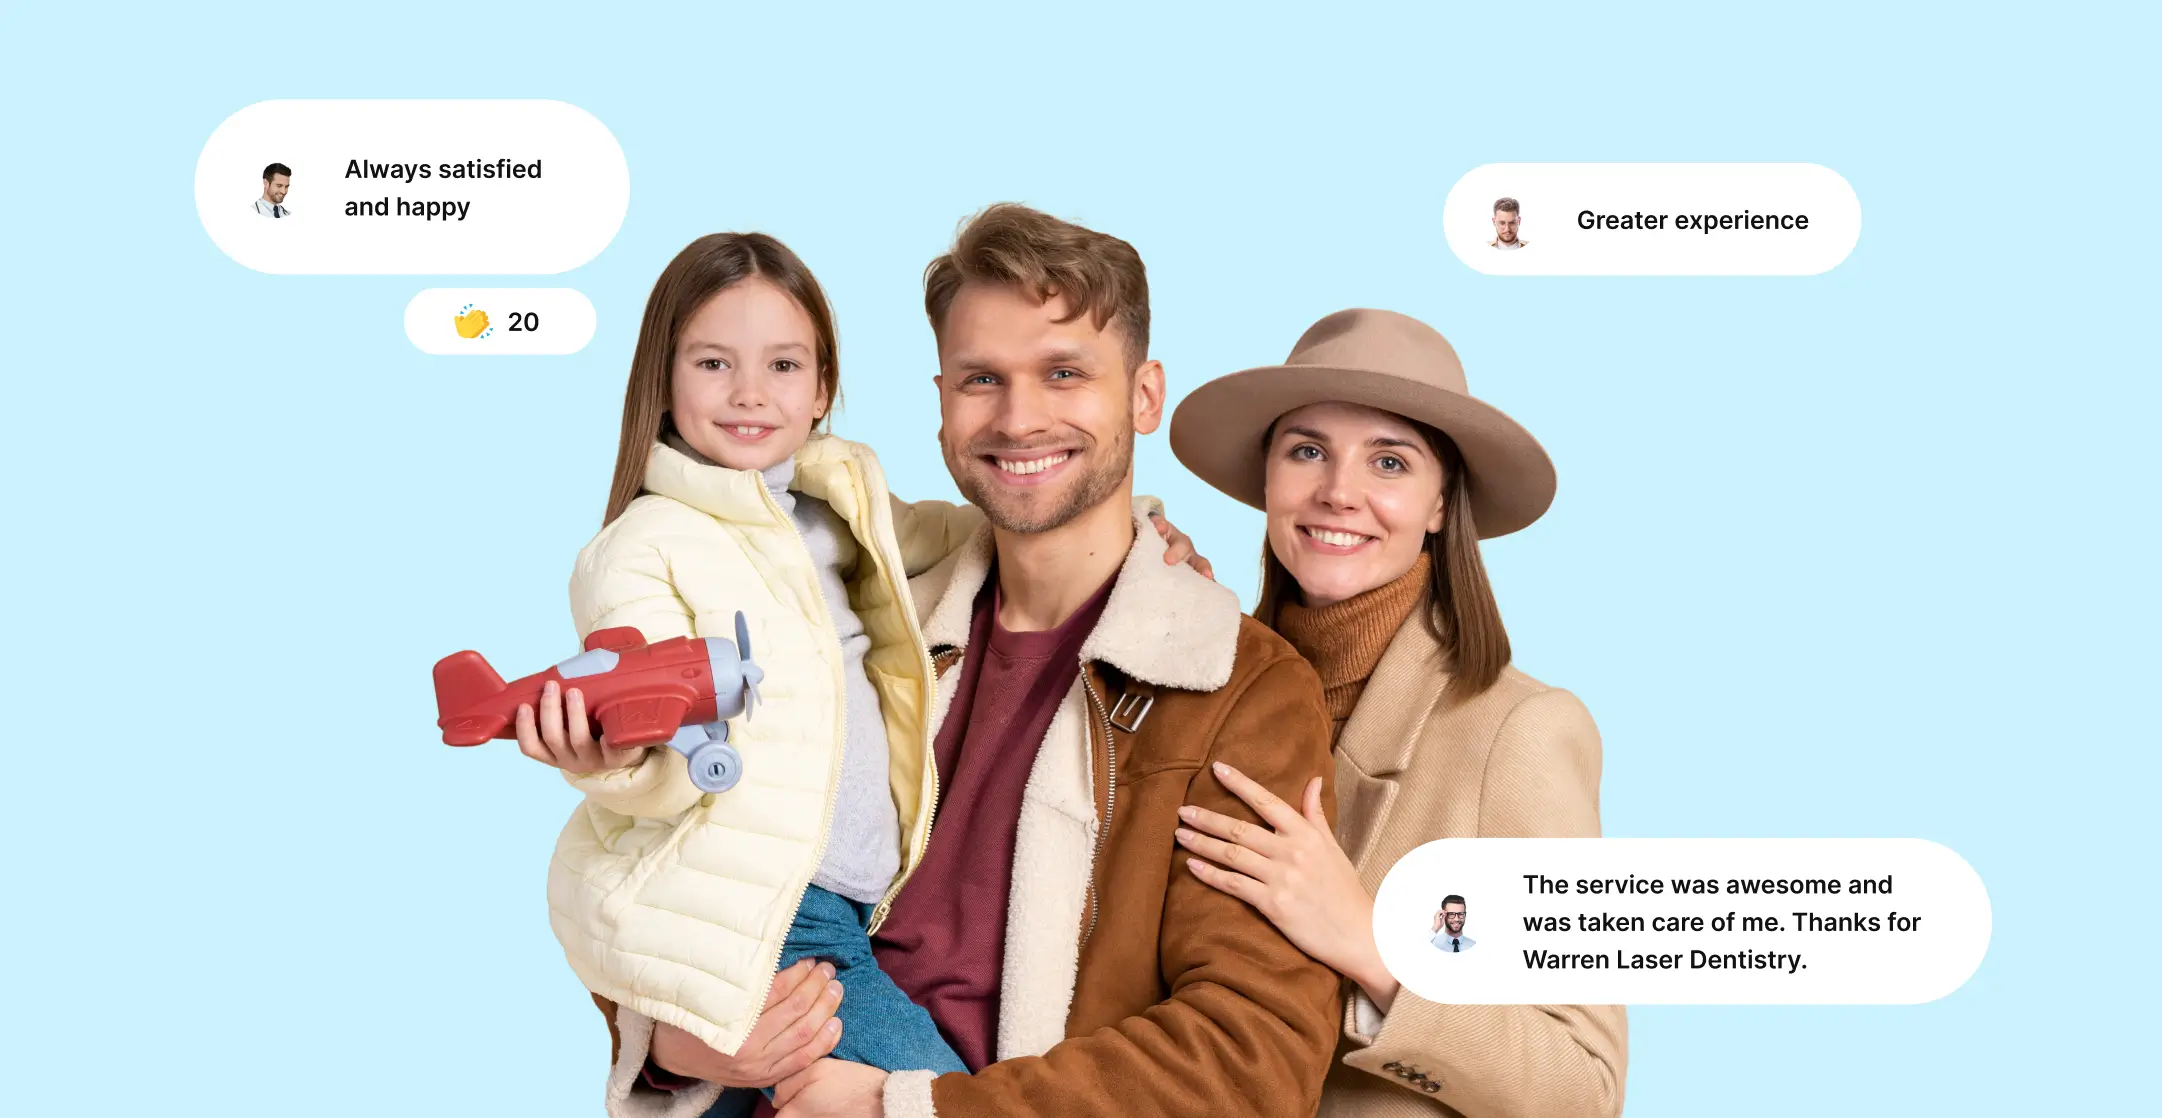 Always satisfied
and happy
20
Greater experience
The service was awesome and
was taken care of me. Thanks for
Warren Laser Dentistry.